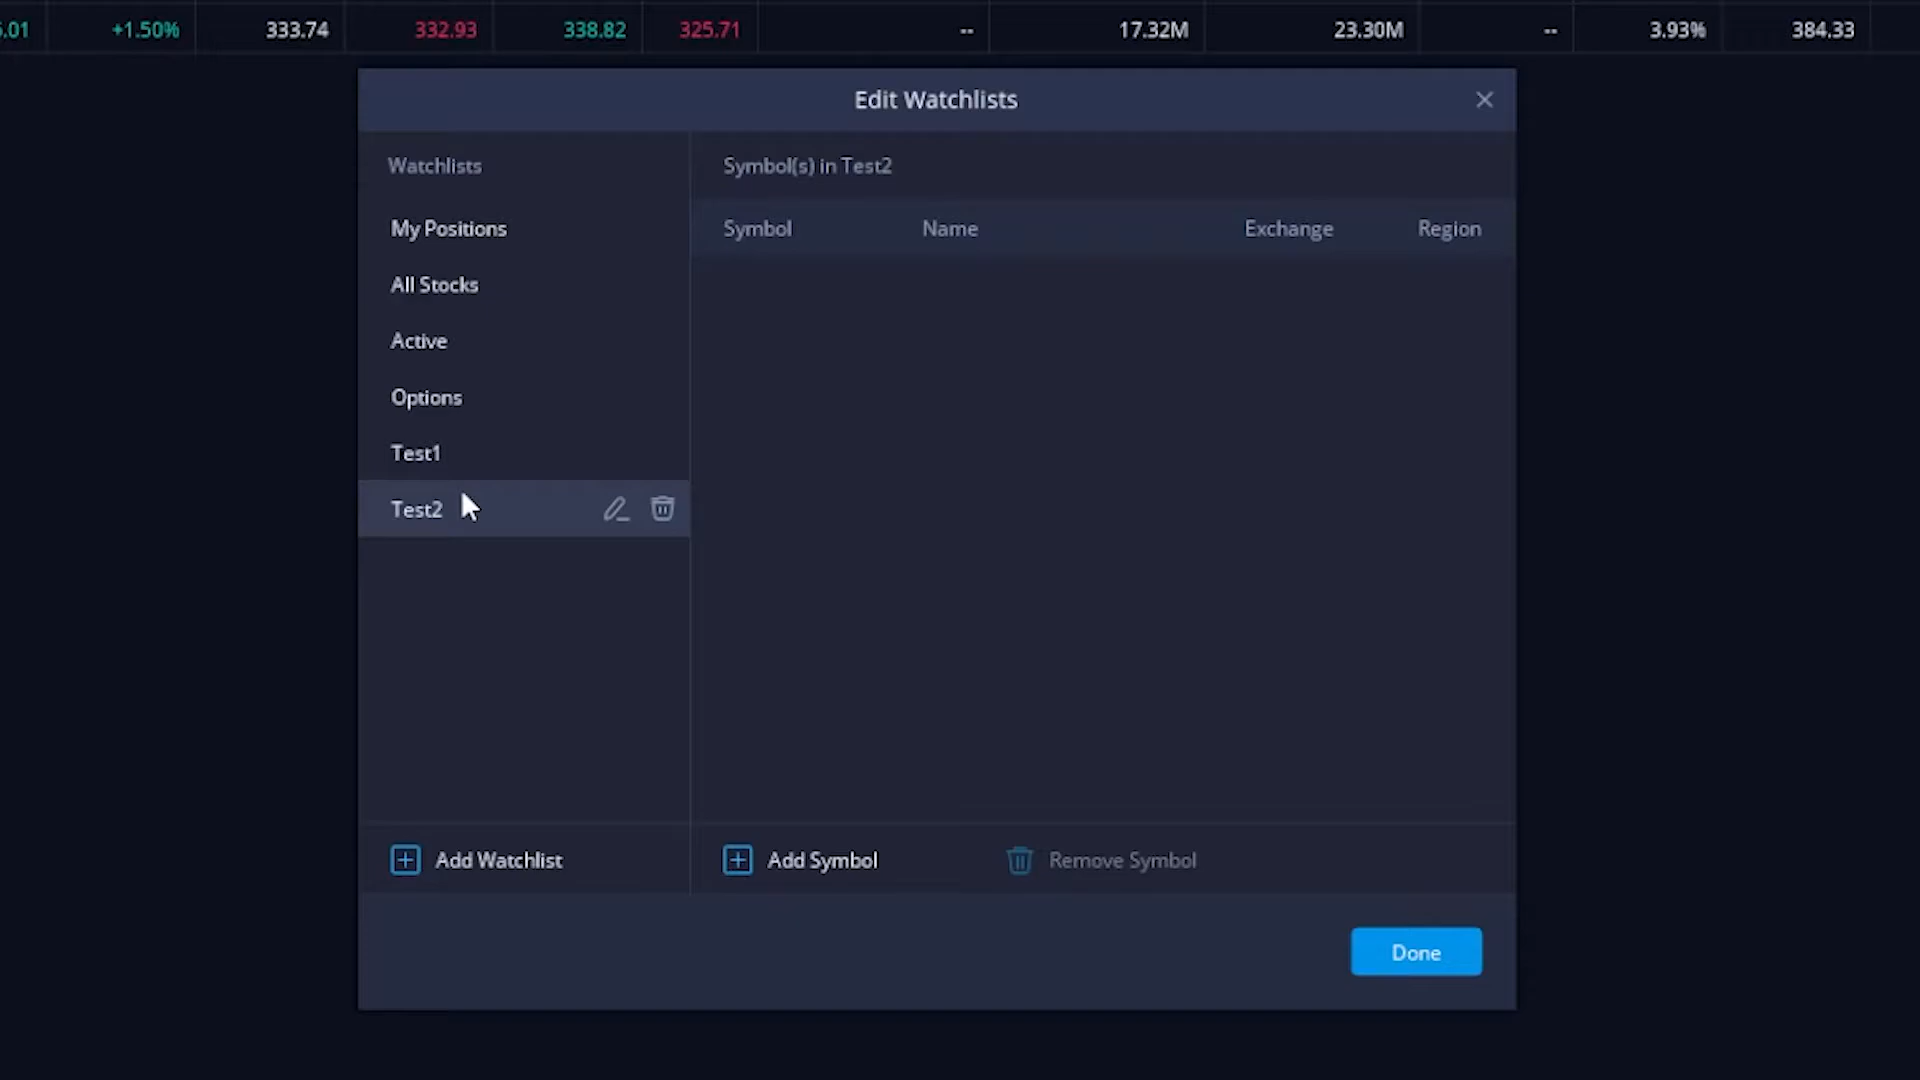 +1.50% 333.74 332.93 338.82 325.71 -- 17.32M 23.30M -- 3.93% 384.33
Edit Watchlists
Watchlists
Symbol(s) in Test2
Symbol Name Exchange Region
My Positions
All Stocks
Active
Options
Test1
Test2
Add Watchlist
Add Symbol
Remove Symbol
Done